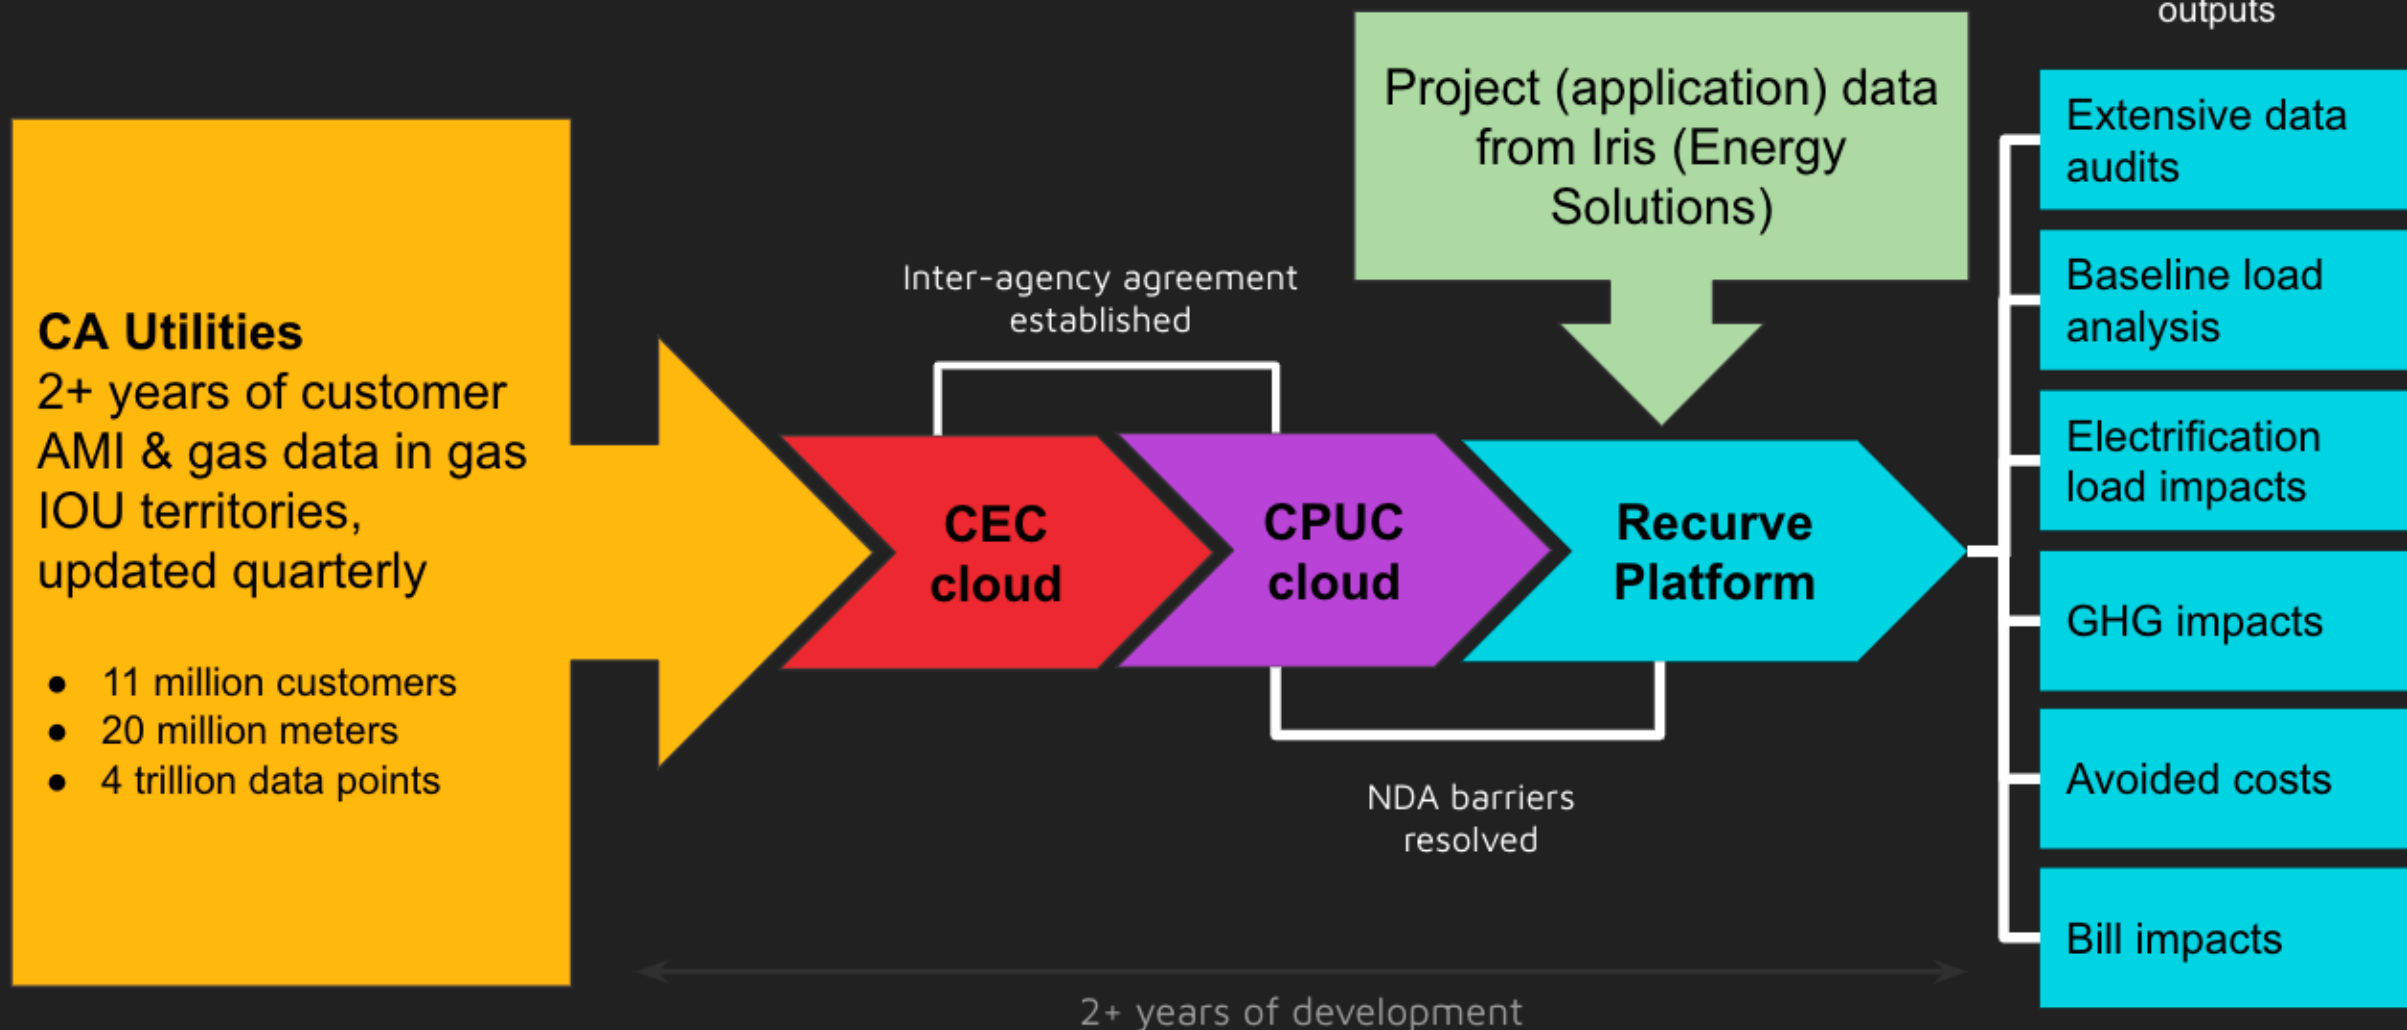 CA Utilities
2+ years of customer
AMI & gas data in gas
IOU territories,
updated quarterly
● 11 million customers
● 20 million meters
● 4 trillion data points
Inter-agency agreement
established
CEC
cloud
CPUC
cloud
NDA barriers
resolved
Project (application) data
from Iris (Energy
Solutions)
Recurve
Platform
2+ years of development
outputs
Extensive data
audits
Baseline load
analysis
Electrification
load impacts
GHG impacts
Avoided costs
Bill impacts